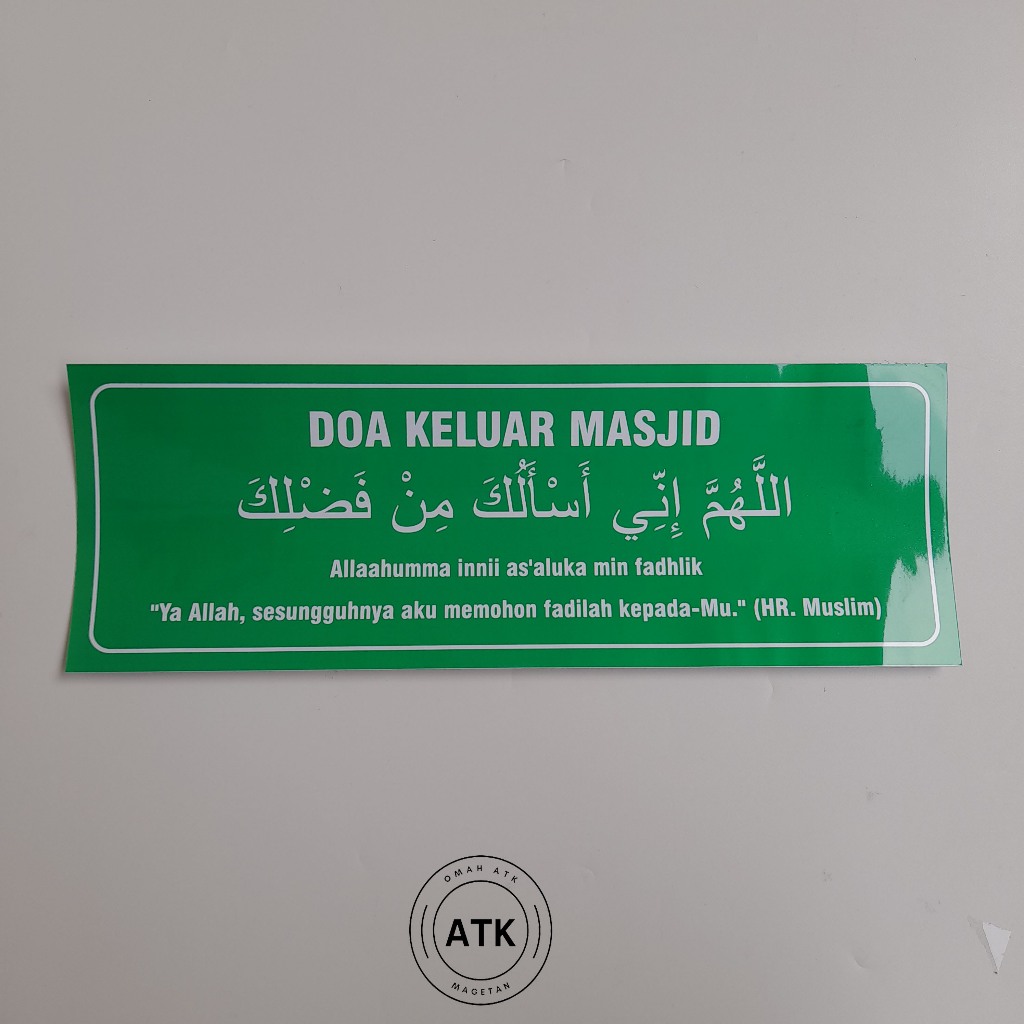 DOA KELUAR MASJID
اللَّهُمَّ إِنِّي أَسْأَلُكَ مِنْ فَضْلِكَ
Allaahumma innii as'aluka min fadhlik
"Ya Allah, sesungguhnya aku memohon fadilah kepada-Mu." (HR. Muslim)
OMAH ATK
ATK
MAGETAN